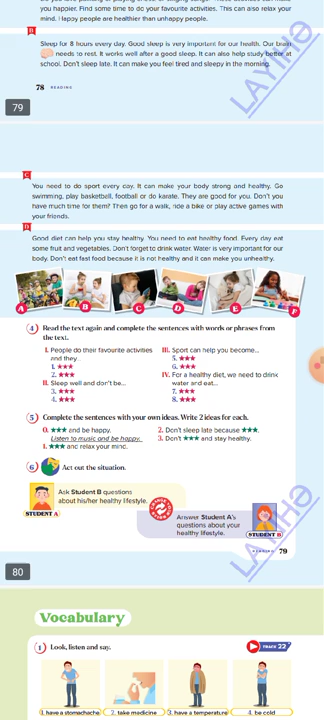 you happier. Find some time to do your favourite activities. This can also relax your
mind. Happy people are healthier than unhappy people.
B
Sleep for 8 hours every day. Good sleep is very important for our health. Our brain
needs to rest. It works well after a good sleep. It can also help study better at
school. Don't sleep late. It can make you feel tired and sleepy in the morning.
LAYİHƏ
78 READING
79
C
You need to do sport every day. It can make your body strong and healthy. Go
swimming, play basketball, football or do karate. They are good for you. Don't you
have much time for them? Then go for a walk, ride a bike or play active games with
your friends.
D
Good diet can help you stay healthy. You need to eat healthy food. Every day eat
some fruit and vegetables. Don't forget to drink water. Water is very important for our
body. Don't eat fast food because it is not healthy and it can make you unhealthy.
A B C D E F
4 Read the text again and complete the sentences with words or phrases from
the text.
I. People do their favourite activities
and they...
1. ★★★
2. ★★★
II. Sleep well and don't be...
3. ★★★
4. ★★★
III. Sport can help you become...
5. ★★★
6. ★★★
IV. For a healthy diet, we need to drink
water and eat...
7. ★★★
8. ★★★
5 Complete the sentences with your own ideas. Write 2 ideas for each.
0. ★★★ and be happy.
Listen to music and be happy.
1. ★★★ and relax your mind.
2. Don't sleep late because ★★★.
3. Don't ★★★ and stay healthy.
6 Act out the situation.
Ask Student B questions
about his/her healthy lifestyle.
STUDENT A
Answer Student A's
questions about your
healthy lifestyle.
STUDENT B
LAYİHƏ
READING 79
80
Vocabulary
1 Look, listen and say.
TRACK 22
1. have a stomachache
2. take medicine
3. have a temperature
4. be cold